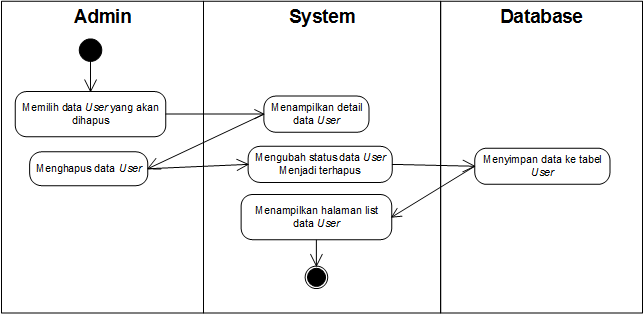 Admin
System
Database
Memilih data User yang akan
dihapus
Menampilkan detail
data User
Menghapus data User
Mengubah status data User
Menjadi terhapus
Menyimpan data ke tabel
User
Menampilkan halaman list
data User